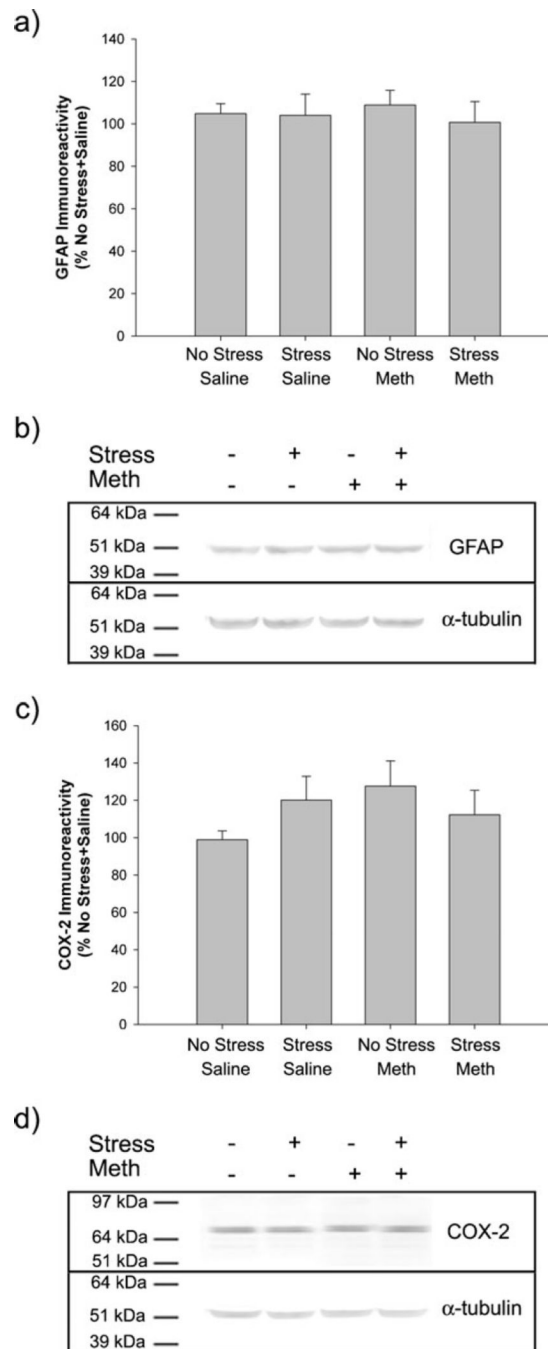 a)
GFAP Immunoreactivity
(% No Stress+Saline)
140
120
100
80
60
40
20
0
No Stress Stress No Stress Stress
Saline Saline Meth Meth
b)
Stress - + - +
Meth - - + +
64 kDa
51 kDa GFAP
39 kDa
64 kDa
51 kDa α-tubulin
39 kDa
c)
COX-2 Immunoreactivity
(% No Stress+Saline)
160
140
120
100
80
60
40
20
0
No Stress Stress No Stress Stress
Saline Saline Meth Meth
d)
Stress - + - +
Meth - - + +
97 kDa
64 kDa COX-2
51 kDa
64 kDa
51 kDa α-tubulin
39 kDa